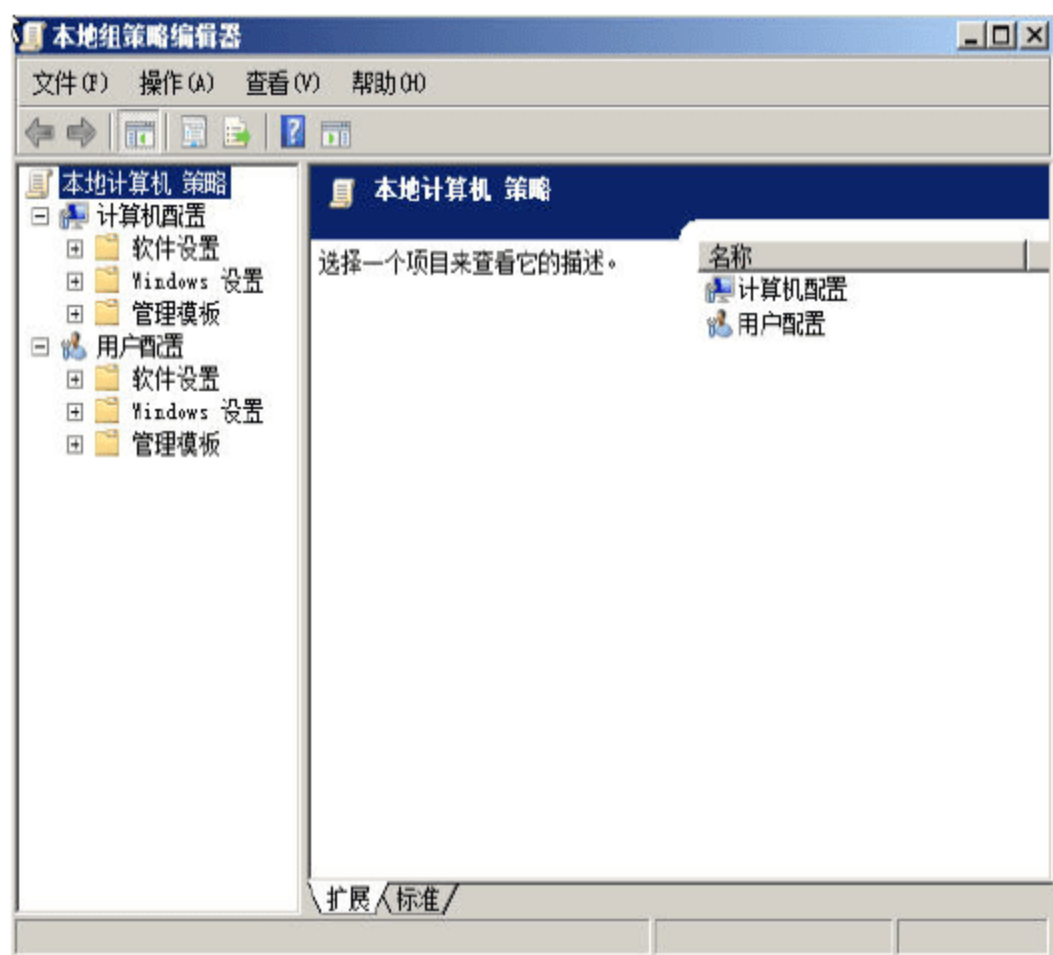 本地组策略编辑器
文件(F) 操作(A) 查看(V) 帮助(H)
本地计算机 策略
计算机配置
软件设置
Windows 设置
管理模板
用户配置
软件设置
Windows 设置
管理模板
本地计算机 策略
选择一个项目来查看它的描述。
名称
计算机配置
用户配置
扩展 标准